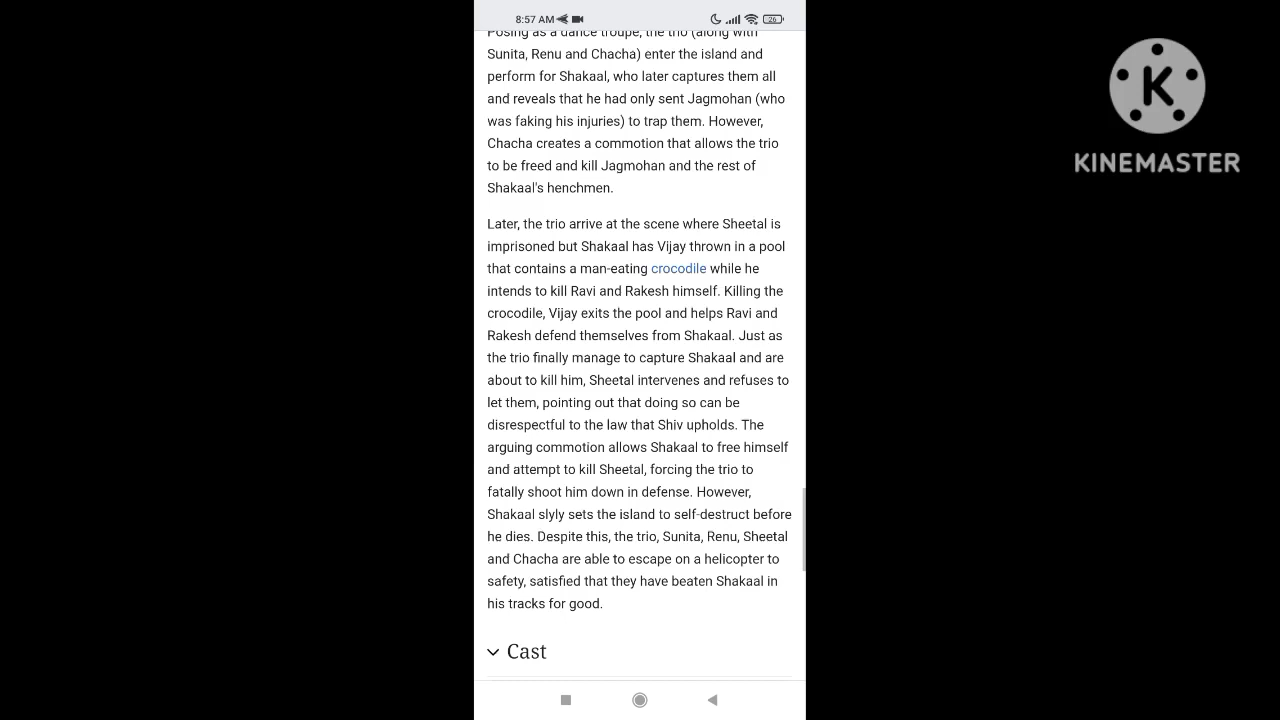 8:57 AM
26
Posing as a dance troupe, the trio (along with
Sunita, Renu and Chacha) enter the island and
perform for Shakaal, who later captures them all
and reveals that he had only sent Jagmohan (who
was faking his injuries) to trap them. However,
Chacha creates a commotion that allows the trio
to be freed and kill Jagmohan and the rest of
Shakaal's henchmen.
Later, the trio arrive at the scene where Sheetal is
imprisoned but Shakaal has Vijay thrown in a pool
that contains a man-eating crocodile while he
intends to kill Ravi and Rakesh himself. Killing the
crocodile, Vijay exits the pool and helps Ravi and
Rakesh defend themselves from Shakaal. Just as
the trio finally manage to capture Shakaal and are
about to kill him, Sheetal intervenes and refuses to
let them, pointing out that doing so can be
disrespectful to the law that Shiv upholds. The
arguing commotion allows Shakaal to free himself
and attempt to kill Sheetal, forcing the trio to
fatally shoot him down in defense. However,
Shakaal slyly sets the island to self-destruct before
he dies. Despite this, the trio, Sunita, Renu, Sheetal
and Chacha are able to escape on a helicopter to
safety, satisfied that they have beaten Shakaal in
his tracks for good.
Cast
K
KINEMASTER